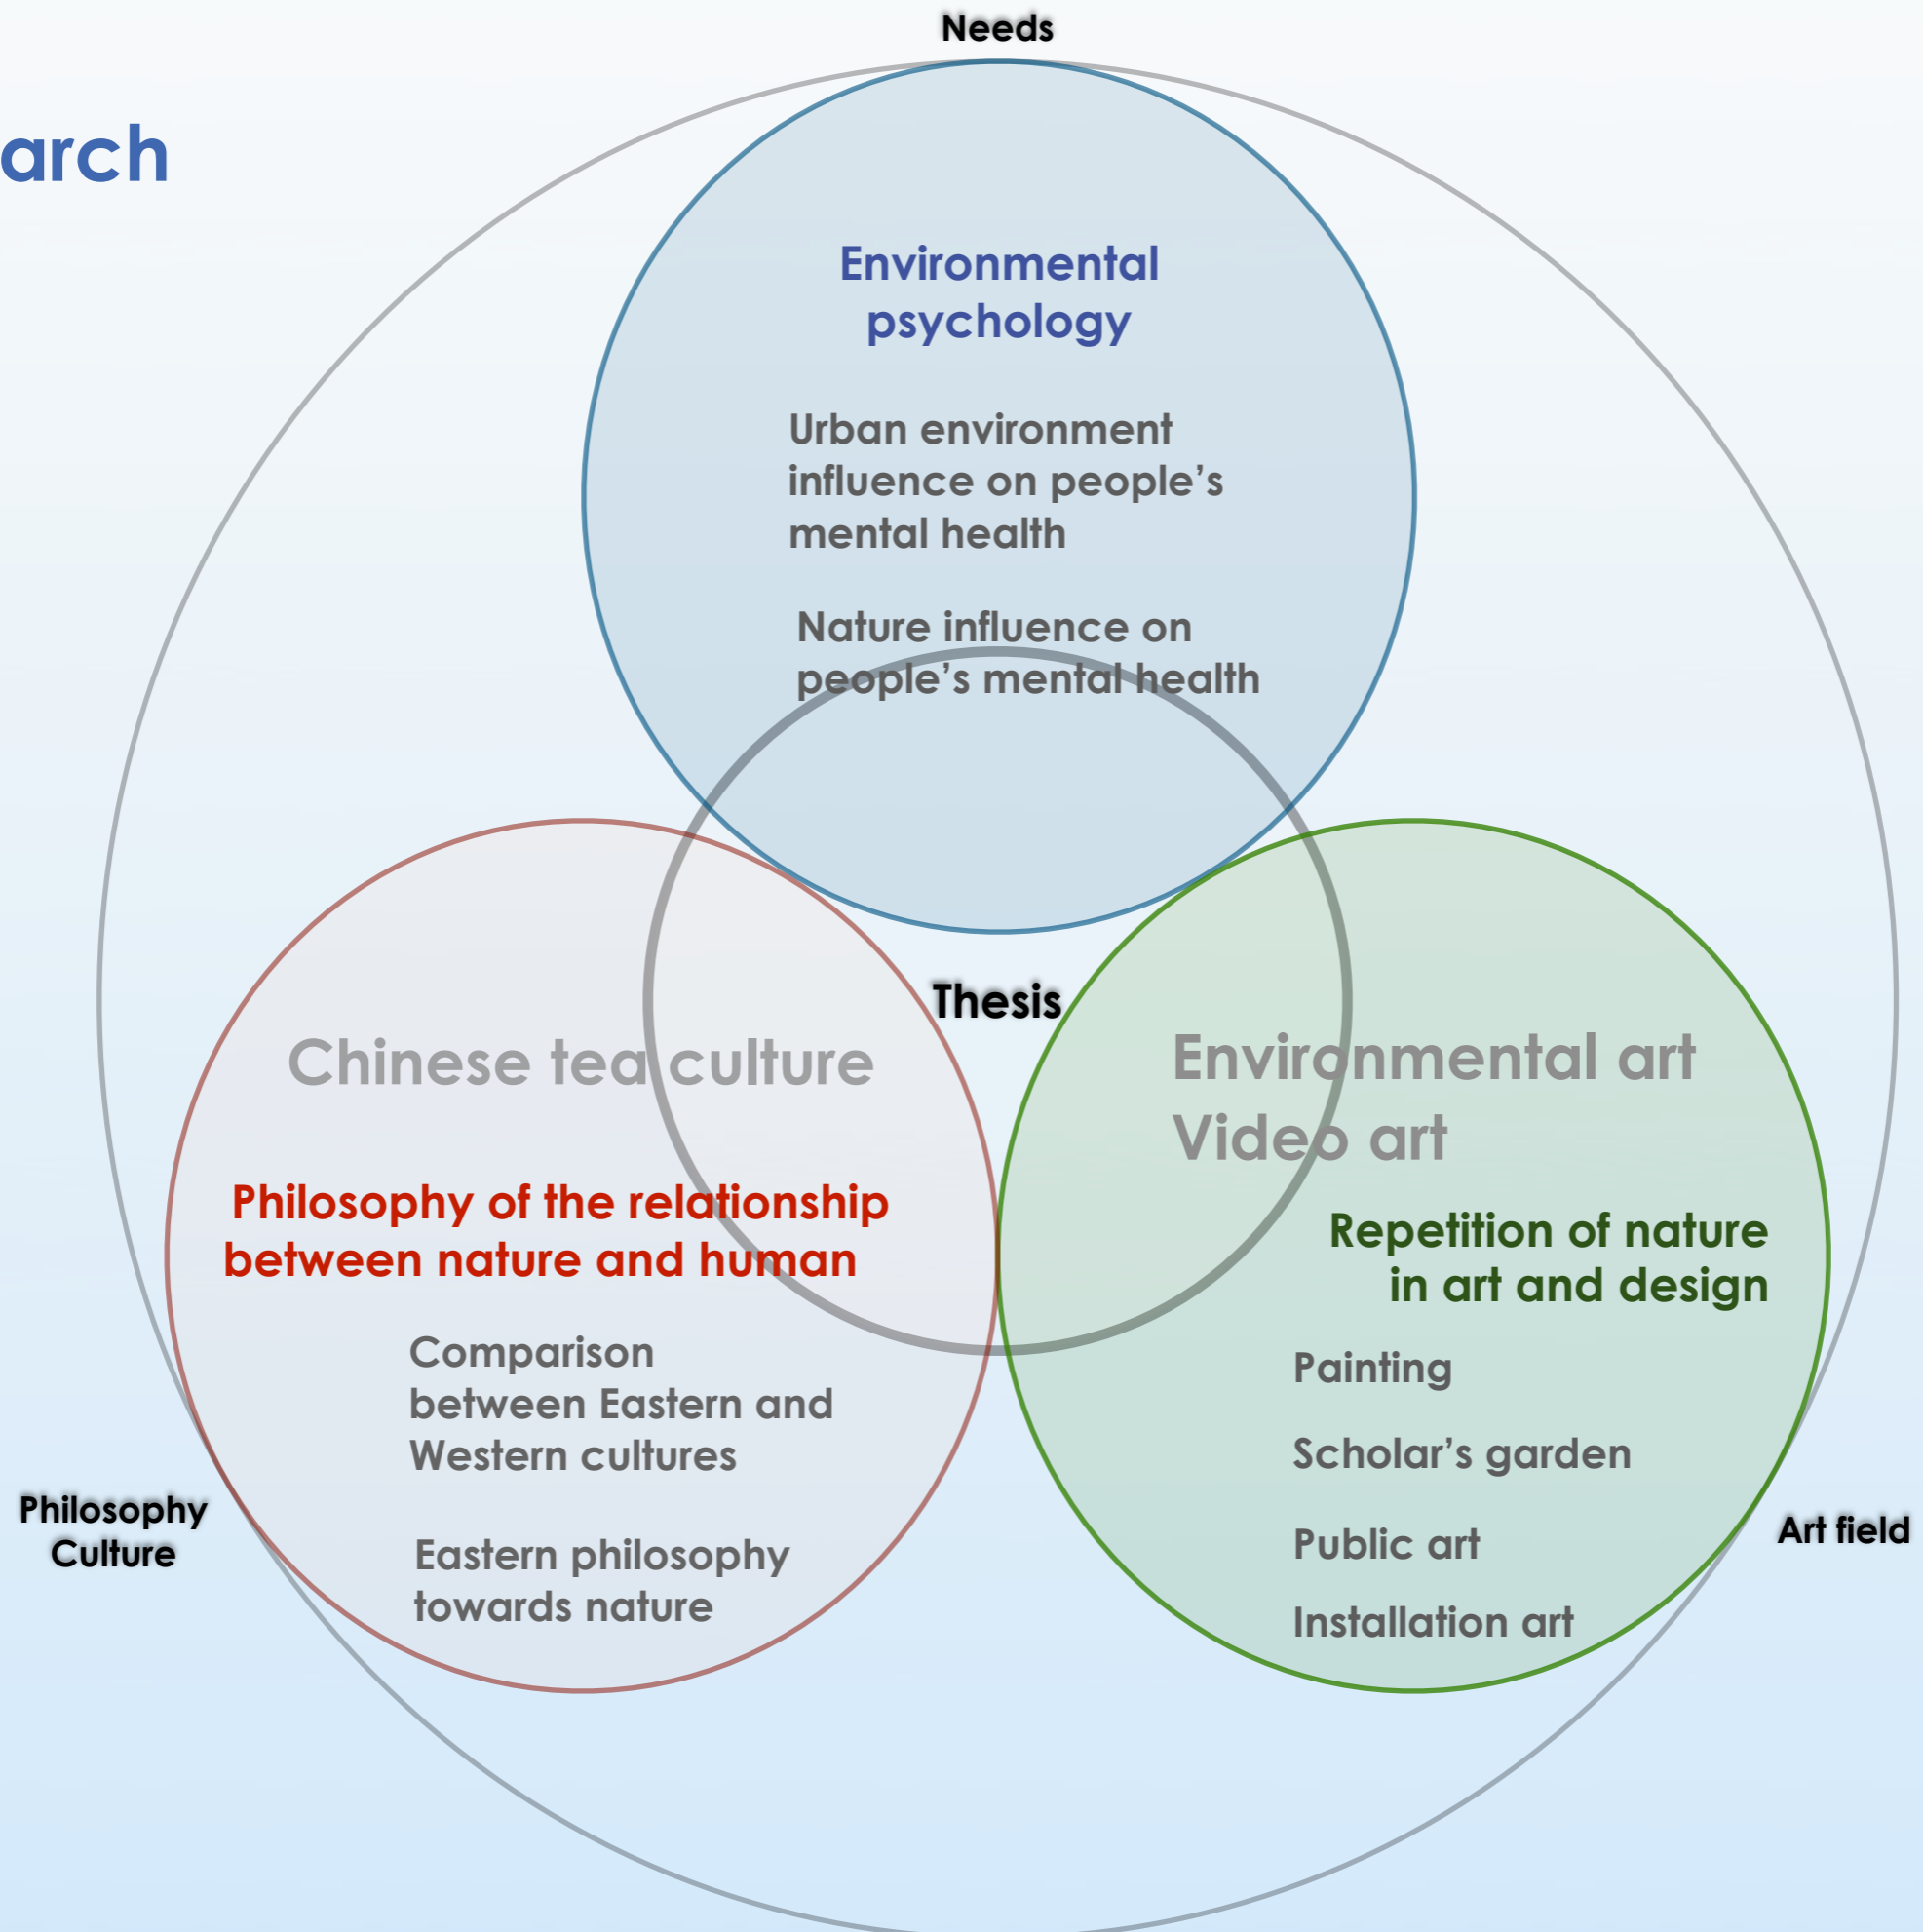 Needs
arch
Environmental
psychology
Urban environment
influence on people's
mental health
Nature influence on
people's mental health
Thesis
Chinese tea culture
Philosophy of the relationship
between nature and human
Comparison
between Eastern and
Western cultures
Eastern philosophy
towards nature
Philosophy
Culture
Environmental art
Video art
Repetition of nature
in art and design
Painting
Scholar's garden
Public art
Installation art
Art field